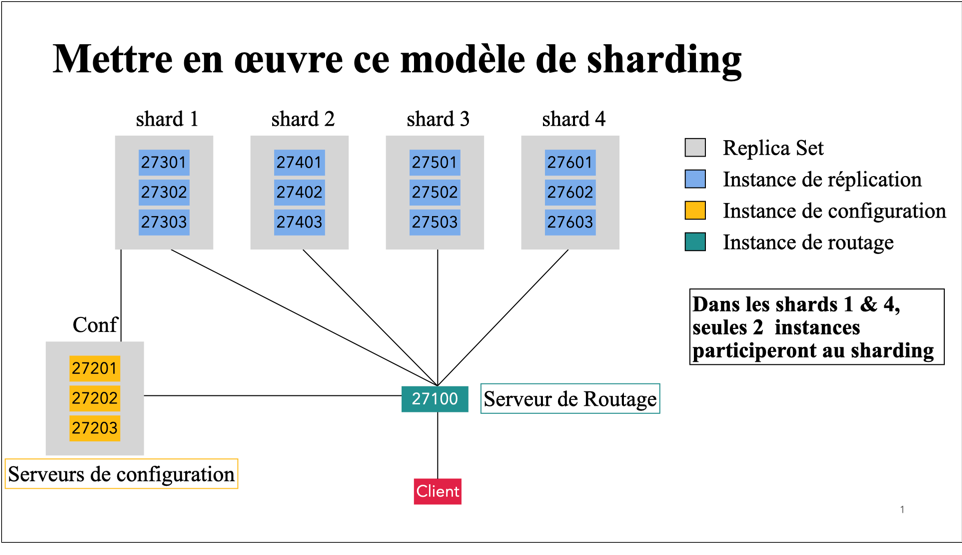 Mettre en œuvre ce modèle de sharding
shard 1
shard 2
shard 3
shard 4
27301
27302
27303
27401
27402
27403
27501
27502
27503
27601
27602
27603
Replica Set
Instance de réplication
Instance de configuration
Instance de routage
Dans les shards 1 & 4,
seules 2 instances
participeront au sharding
Conf
27201
27202
27203
Serveurs de configuration
27100
Serveur de Routage
Client
1